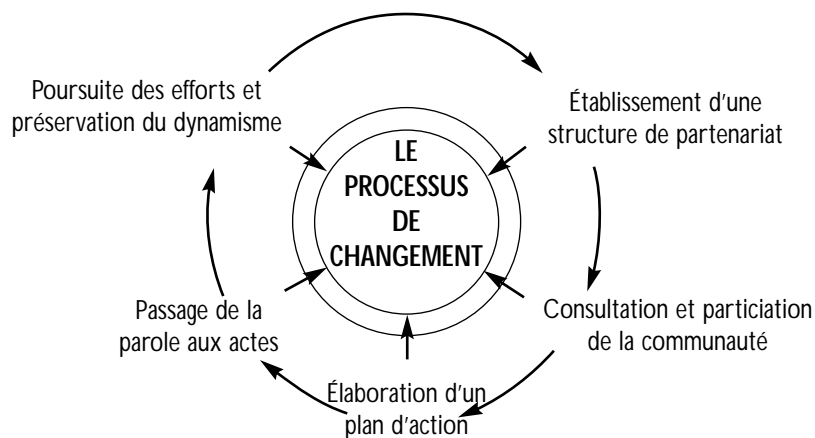 Poursuite des efforts et
préservation du dynamisme
Établissement d'une
structure de partenariat
LE
PROCESSUS
DE
CHANGEMENT
Passage de la
parole aux actes
Consultation et particiation
de la communauté
Élaboration d'un
plan d'action